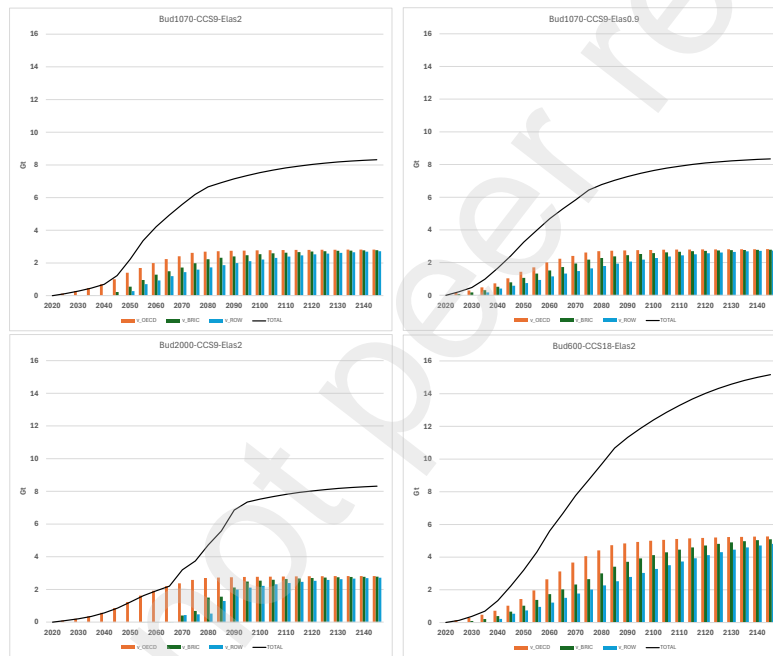 Bud1070-CCS9-Elas2
16
14
12
10
8
6
4
2
0
Gt
2020 2030 2040 2050 2060 2070 2080 2090 2100 2110 2120 2130 2140
v_OECD v_BRIC v_ROW TOTAL
Bud1070-CCS9-Elas0.9
16
14
12
10
8
6
4
2
0
2020 2030 2040 2050 2060 2070 2080 2090 2100 2110 2120 2130 2140
v_OECD v_BRIC v_ROW TOTAL
Bud2000-CCS9-Elas2
16
14
12
10
8
6
4
2
0
Gt
2020 2030 2040 2050 2060 2070 2080 2090 2100 2110 2120 2130 2140
v_OECD v_BRIC v_ROW TOTAL
Bud600-CCS18-Elas2
16
14
12
10
8
6
4
2
0
Gt
2020 2030 2040 2050 2060 2070 2080 2090 2100 2110 2120 2130 2140
v_OECD v_BRIC v_ROW TOTAL
not peer re